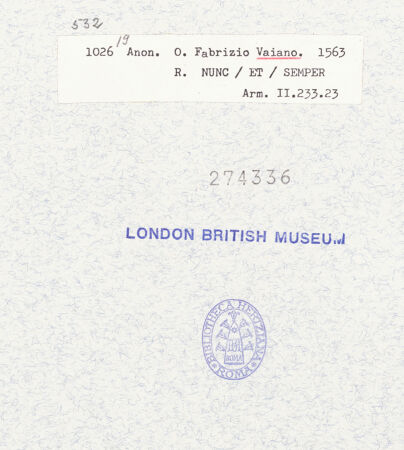 532
19
1026 Anon. O. Fabrizio Vaiano. 1563
R. NUNC / ET / SEMPER
Arm. II.233.23
274336
LONDON BRITISH MUSEUM
BIBLIOTHECA HERTZIANA
ROMA
ROMA